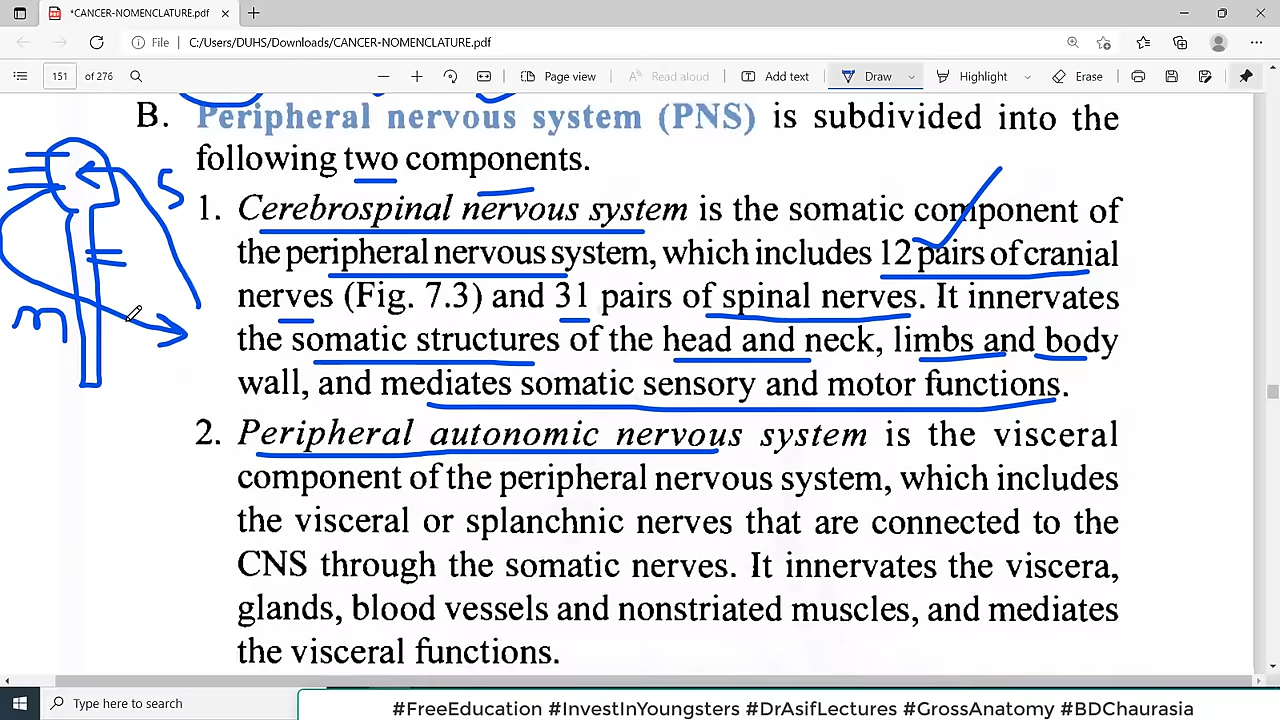 *CANCER-NOMENCLATURE.pdf
File C:/Users/DUHS/Downloads/CANCER-NOMENCLATURE.pdf
151 of 276 Page view Read aloud Add text Draw Highlight Erase
B. Peripheral nervous system (PNS) is subdivided into the
following two components.
1. Cerebrospinal nervous system is the somatic component of
the peripheral nervous system, which includes 12 pairs of cranial
nerves (Fig. 7.3) and 31 pairs of spinal nerves. It innervates
the somatic structures of the head and neck, limbs and body
wall, and mediates somatic sensory and motor functions.
2. Peripheral autonomic nervous system is the visceral
component of the peripheral nervous system, which includes
the visceral or splanchnic nerves that are connected to the
CNS through the somatic nerves. It innervates the viscera,
glands, blood vessels and nonstriated muscles, and mediates
the visceral functions.
S
m
Type here to search
#FreeEducation #InvestInYoungsters #DrAsifLectures #GrossAnatomy #BDChaurasia